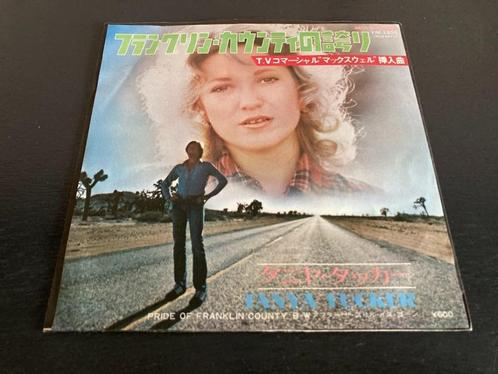 フランクリン・カウンティの誇り
T.V.コマーシャル"マックスウェル"挿入曲
タニヤ・タッカー
TANYA TUCKER
PRIDE OF FRANKLIN COUNTY B・W
¥600